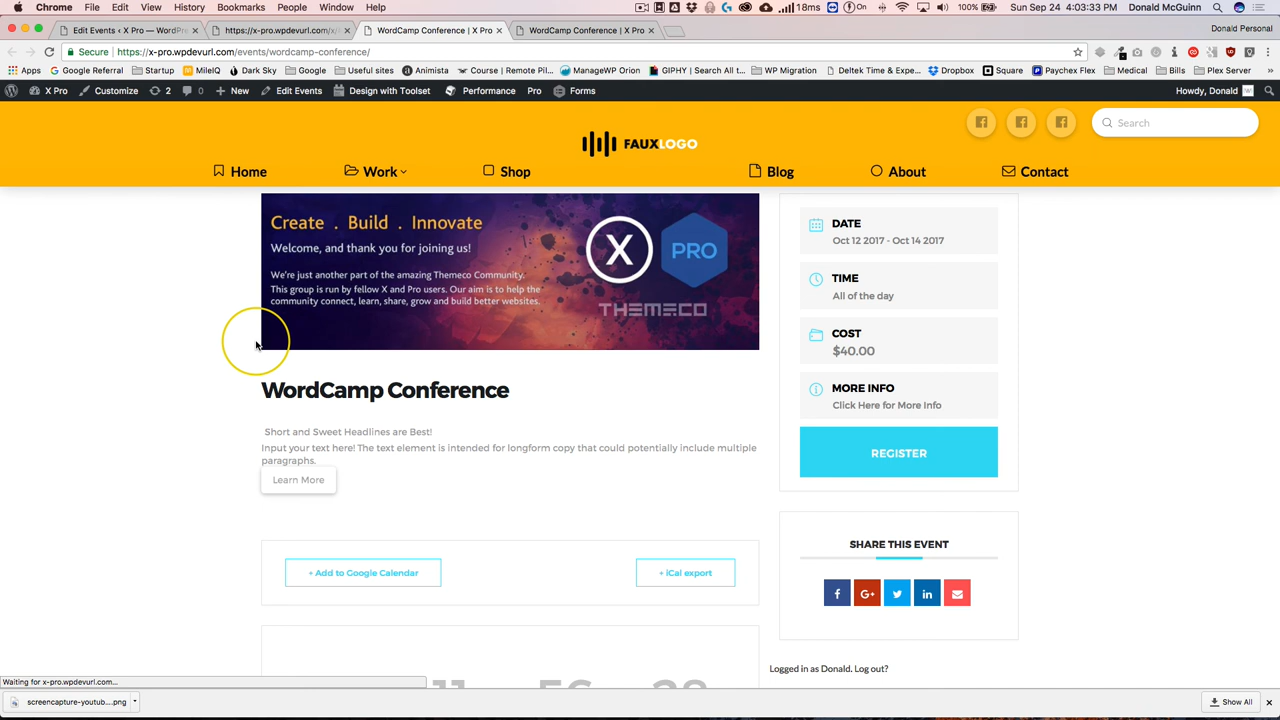 Chrome File Edit View History Bookmarks People Window Help 18ms On 100% Sun Sep 24 4:03:33 PM Donald McGuinn
Edit Events ‹ X Pro — WordPr × https://x-pro.wpdevurl.com/x/ × WordCamp Conference | X Pro × WordCamp Conference | X Pro × Donald Personal
Secure https://x-pro.wpdevurl.com/events/wordcamp-conference/
Apps Google Referral Startup MileIQ Dark Sky Google Useful sites Animista Course | Remote Pil... ManageWP Orion GIPHY | Search All t... WP Migration Deltek Time & Expe... Dropbox Square Paychex Flex Medical Bills Plex Server
X Pro Customize 2 0 New Edit Events Design with Toolset Performance Pro Forms Howdy, Donald
Search
FAUXLOGO
Home Work Shop Blog About Contact
Create . Build . Innovate
Welcome, and thank you for joining us!
We're just another part of the amazing Themeco Community.
This group is run by fellow X and Pro users. Our aim is to help the
community connect, learn, share, grow and build better websites.
X PRO
THEMECO
DATE
Oct 12 2017 - Oct 14 2017
TIME
All of the day
COST
$40.00
MORE INFO
Click Here for More Info
REGISTER
WordCamp Conference
Short and Sweet Headlines are Best!
Input your text here! The text element is intended for longform copy that could potentially include multiple
paragraphs.
Learn More
+ Add to Google Calendar + iCal export
SHARE THIS EVENT
f G+ in
Logged in as Donald. Log out?
Waiting for x-pro.wpdevurl.com...
screencapture-youtub....png Show All